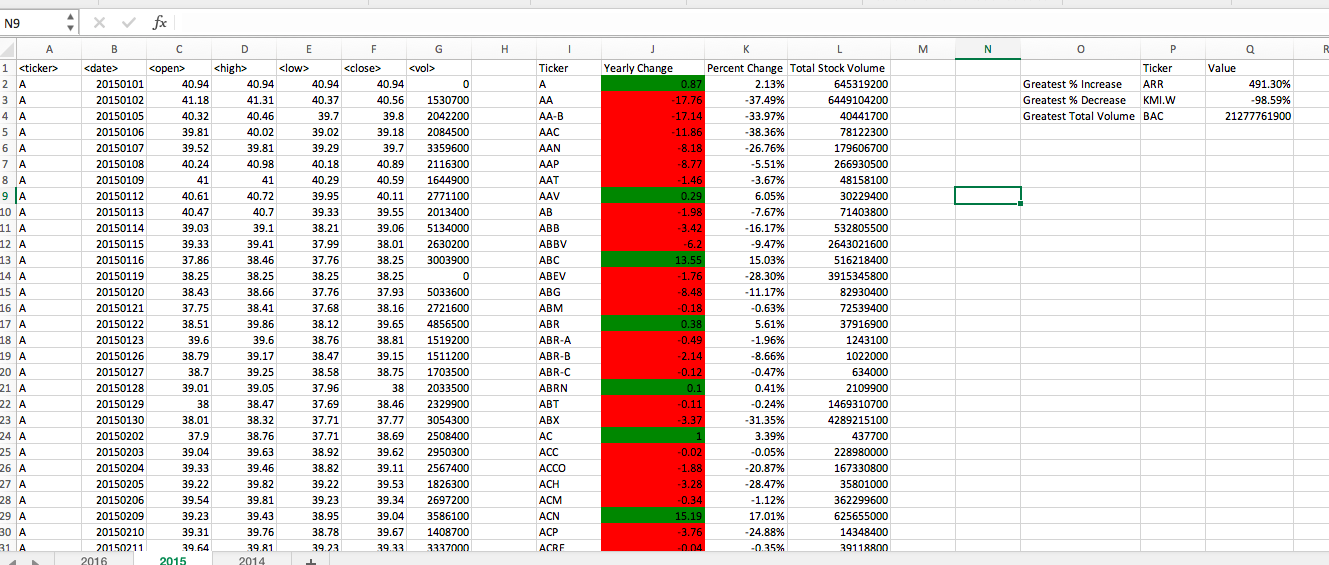 N9 fx
A B C D E F G H I J K L M N O P Q R
1 <ticker> <date> <open> <high> <low> <close> <vol> Ticker Yearly Change Percent Change Total Stock Volume Ticker Value
2 A 20150101 40.94 40.94 40.94 40.94 0 A 0.87 2.13% 645319200 Greatest % Increase ARR 491.30%
3 A 20150102 41.18 41.31 40.37 40.56 1530700 AA -17.76 -37.49% 6449104200 Greatest % Decrease KMI.W -98.59%
4 A 20150105 40.32 40.46 39.7 39.8 2042200 AA-B -17.14 -33.97% 40441700 Greatest Total Volume BAC 21277761900
5 A 20150106 39.81 40.02 39.02 39.18 2084500 AAC -11.86 -38.36% 78122300
6 A 20150107 39.52 39.81 39.29 39.7 3359600 AAN -8.18 -26.76% 179606700
7 A 20150108 40.24 40.98 40.18 40.89 2116300 AAP -8.77 -5.51% 266930500
8 A 20150109 41 41 40.29 40.59 1644900 AAT -1.46 -3.67% 48158100
9 A 20150112 40.61 40.72 39.95 40.11 2771100 AAV 0.29 6.05% 30229400
10 A 20150113 40.47 40.7 39.33 39.55 2013400 AB -1.98 -7.67% 71403800
11 A 20150114 39.03 39.1 38.21 39.06 5134000 ABB -3.42 -16.17% 532805500
12 A 20150115 39.33 39.41 37.99 38.01 2630200 ABBV -6.2 -9.47% 2643021600
13 A 20150116 37.86 38.46 37.76 38.25 3003900 ABC 13.55 15.03% 516218400
14 A 20150119 38.25 38.25 38.25 38.25 0 ABEV -1.76 -28.30% 3915345800
15 A 20150120 38.43 38.66 37.76 37.93 5033600 ABG -8.48 -11.17% 82930400
16 A 20150121 37.75 38.41 37.68 38.16 2721600 ABM -0.18 -0.63% 72539400
17 A 20150122 38.51 39.86 38.12 39.65 4856500 ABR 0.38 5.61% 37916900
18 A 20150123 39.6 39.6 38.76 38.81 1519200 ABR-A -0.49 -1.96% 1243100
19 A 20150126 38.79 39.17 38.47 39.15 1511200 ABR-B -2.14 -8.66% 1022000
20 A 20150127 38.7 39.25 38.58 38.75 1703500 ABR-C -0.12 -0.47% 634000
21 A 20150128 39.01 39.05 37.96 38 2033500 ABRN 0.1 0.41% 2109900
22 A 20150129 38 38.47 37.69 38.46 2329900 ABT -0.11 -0.24% 1469310700
23 A 20150130 38.01 38.32 37.71 37.77 3054300 ABX -3.37 -31.35% 4289215100
24 A 20150202 37.9 38.76 37.71 38.69 2508400 AC 1 3.39% 437700
25 A 20150203 39.04 39.63 38.92 39.62 2950300 ACC -0.02 -0.05% 228980000
26 A 20150204 39.33 39.46 38.82 39.11 2567400 ACCO -1.88 -20.87% 167330800
27 A 20150205 39.22 39.82 39.22 39.53 1826300 ACH -3.28 -28.47% 35801000
28 A 20150206 39.54 39.81 39.23 39.34 2697200 ACM -0.34 -1.12% 362299600
29 A 20150209 39.23 39.43 38.95 39.04 3586100 ACN 15.19 17.01% 625655000
30 A 20150210 39.31 39.76 38.78 39.67 1408700 ACP -3.76 -24.88% 14348400
31 A 20150211 39.64 39.81 39.23 39.33 3337000 ACRE -0.04 -0.35% 39118800
2016 2015 2014 +